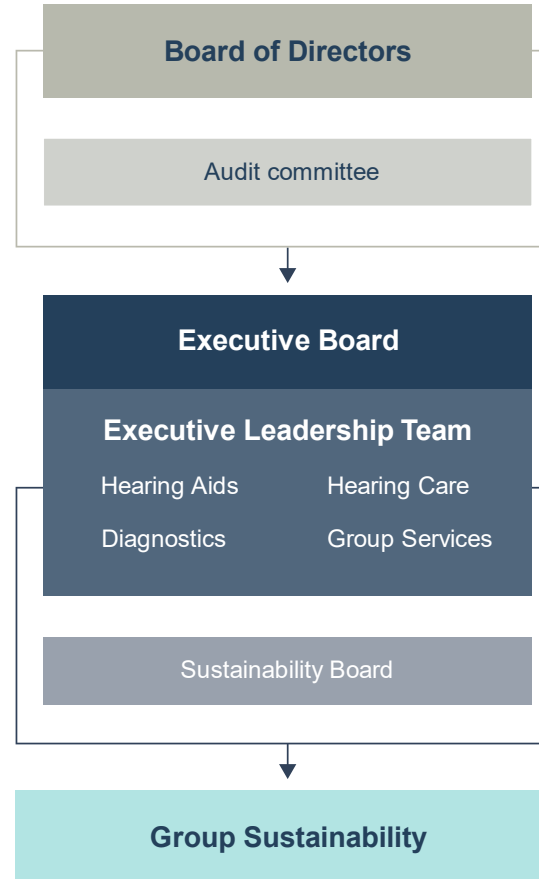 Board of Directors
Audit committee
Executive Board
Executive Leadership Team
Hearing Aids
Hearing Care
Diagnostics
Group Services
Sustainability Board
Group Sustainability